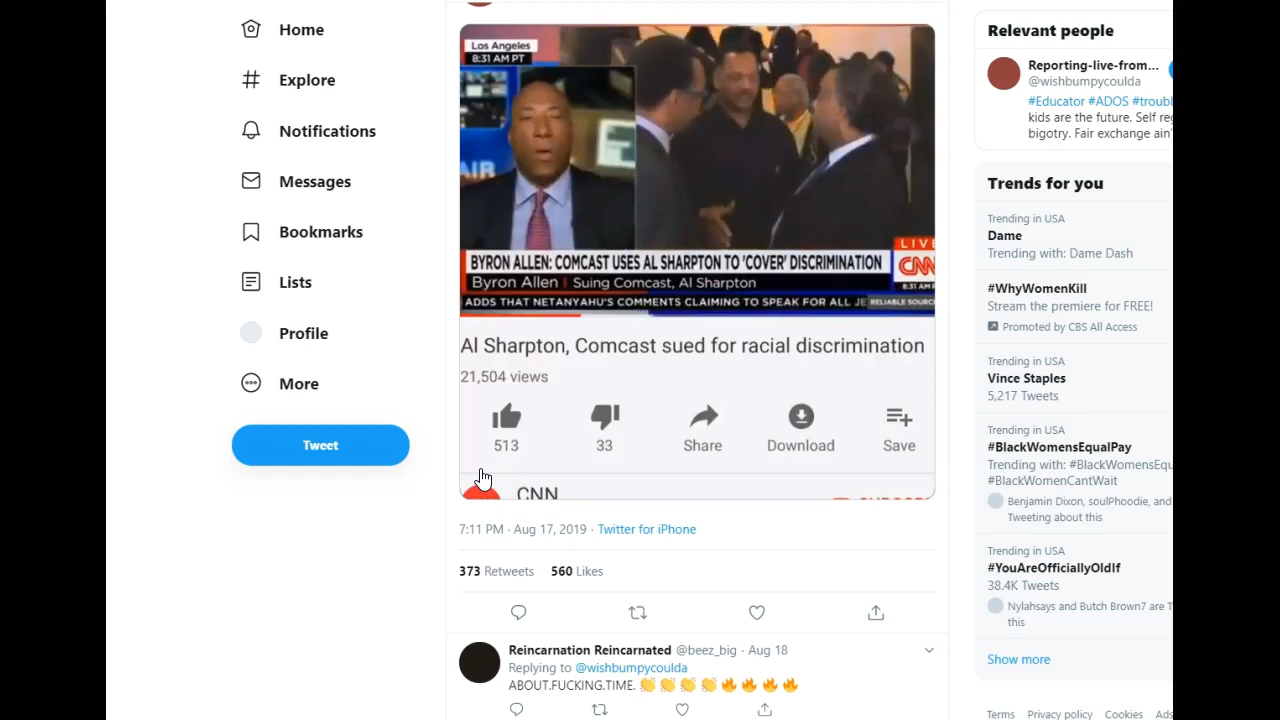 Home
Explore
Notifications
Messages
Bookmarks
Lists
Profile
More
Tweet
Los Angeles
8:31 AM PT
AIR
LIVE
BYRON ALLEN: COMCAST USES AL SHARPTON TO 'COVER' DISCRIMINATION
CNN
Byron Allen | Suing Comcast, Al Sharpton
8:31 AM P
ADDS THAT NETANYAHU'S COMMENTS CLAIMING TO SPEAK FOR ALL JE
RELIABLE SOURC
Al Sharpton, Comcast sued for racial discrimination
21,504 views
513
33
Share
Download
Save
CNN
7:11 PM · Aug 17, 2019 · Twitter for iPhone
373 Retweets 560 Likes
Reincarnation Reincarnated @beez_big · Aug 18
Replying to @wishbumpycoulda
ABOUT.FUCKING.TIME. 👏👏👏👏🔥🔥🔥🔥
Relevant people
Reporting-live-from...
@wishbumpycoulda
#Educator #ADOS #troubl
kids are the future. Self reg
bigotry. Fair exchange ain'
Trends for you
Trending in USA
Dame
Trending with: Dame Dash
#WhyWomenKill
Stream the premiere for FREE!
Promoted by CBS All Access
Trending in USA
Vince Staples
5,217 Tweets
Trending in USA
#BlackWomensEqualPay
Trending with: #BlackWomensEqu
#BlackWomenCantWait
Benjamin Dixon, soulPhoodie, and
Tweeting about this
Trending in USA
#YouAreOfficiallyOldIf
38.4K Tweets
Nylahsays and Butch Brown7 are T
this
Show more
Terms Privacy policy Cookies Ads